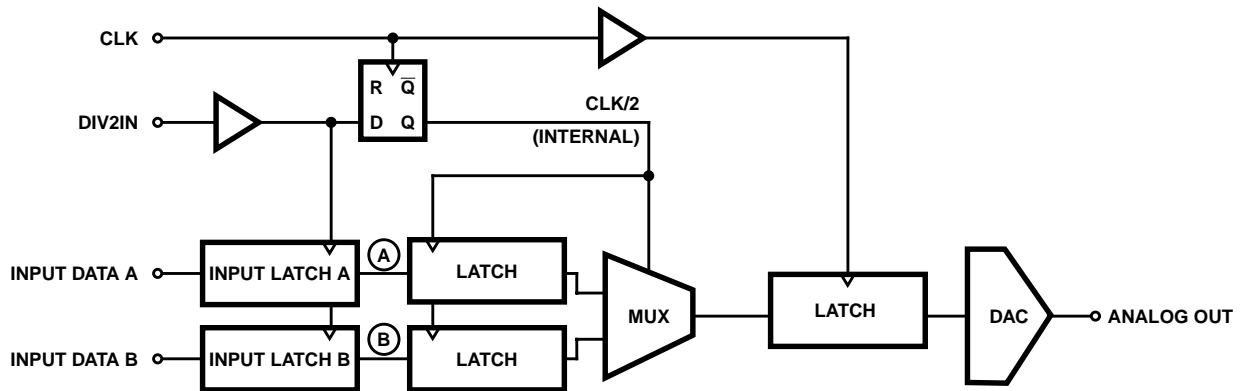 CLK
R Q̅
D Q
CLK/2
(INTERNAL)
DIV2IN
INPUT DATA A
INPUT LATCH A
A
LATCH
MUX
LATCH
DAC
ANALOG OUT
INPUT DATA B
INPUT LATCH B
B
LATCH